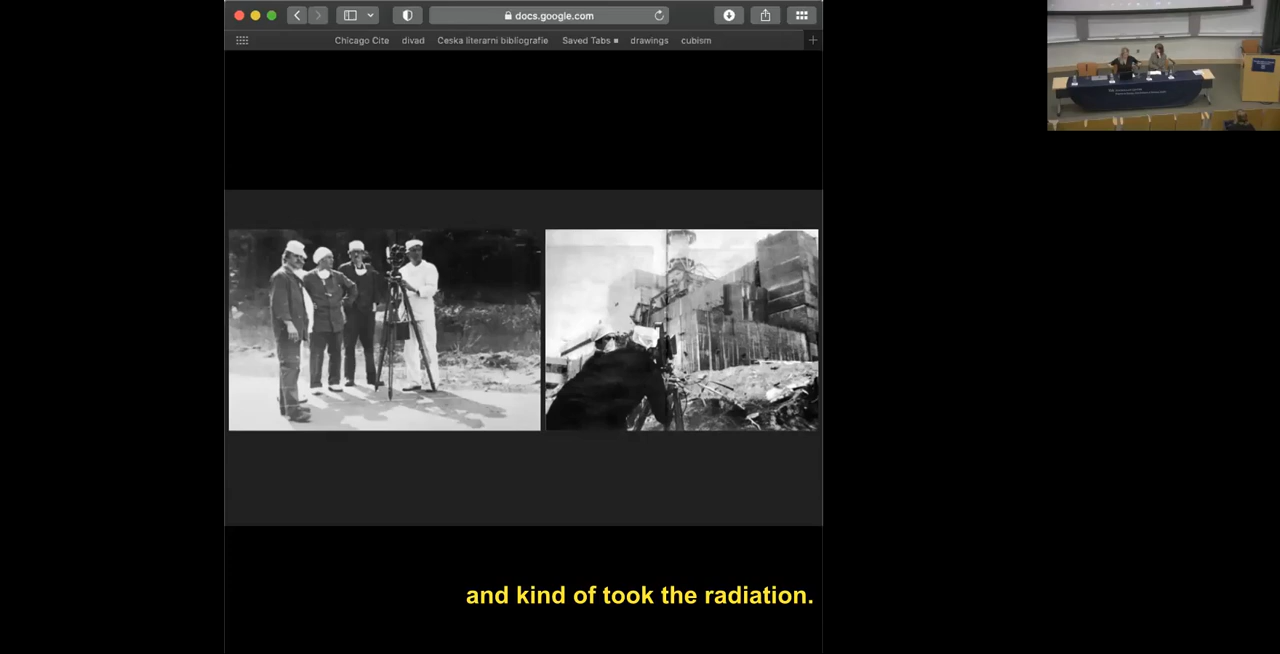 docs.google.com
Chicago Cite divad Ceska literarni bibliografie Saved Tabs drawings cubism
and kind of took the radiation.